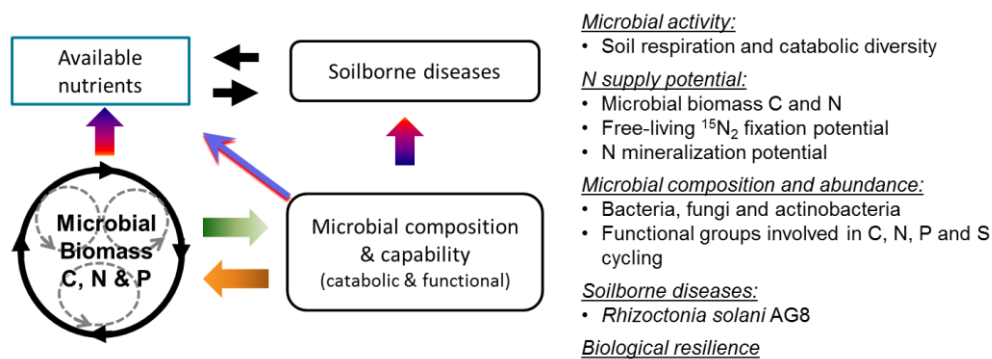 Available
nutrients
Soilborne diseases
Microbial
Biomass
C, N & P
Microbial composition
& capability
(catabolic & functional)
Microbial activity:
• Soil respiration and catabolic diversity
N supply potential:
• Microbial biomass C and N
• Free-living ¹⁵N₂ fixation potential
• N mineralization potential
Microbial composition and abundance:
• Bacteria, fungi and actinobacteria
• Functional groups involved in C, N, P and S
cycling
Soilborne diseases:
• Rhizoctonia solani AG8
Biological resilience